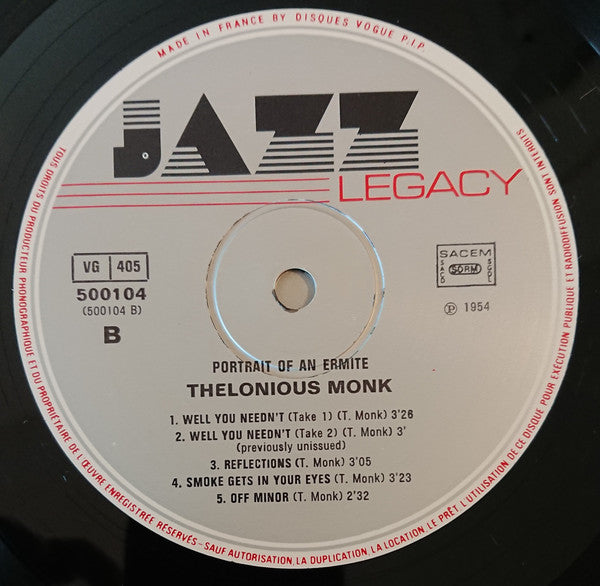 MADE IN FRANCE BY DISQUES VOGUE P.I.P.
JAZZ
LEGACY
VG 405
500104
(500104 B)
B
SACEM
SACD SDRM SGDL
Ⓟ 1954
PORTRAIT OF AN ERMITE
THELONIOUS MONK
1. WELL YOU NEEDN'T (Take 1) (T. Monk) 3'26
2. WELL YOU NEEDN'T (Take 2) (T. Monk) 3'
(previously unissued)
3. REFLECTIONS (T. Monk) 3'05
4. SMOKE GETS IN YOUR EYES (T. Monk) 3'23
5. OFF MINOR (T. Monk) 2'32
TOUS DROITS DU PRODUCTEUR PHONOGRAPHIQUE ET DU PROPRIÉTAIRE DE L'ŒUVRE ENREGISTRÉE RÉSERVÉS - SAUF AUTORISATION, LA DUPLICATION, LA LOCATION, LE PRÊT, L'UTILISATION DE CE DISQUE POUR EXÉCUTION PUBLIQUE ET RADIODIFFUSION SONT INTERDITS